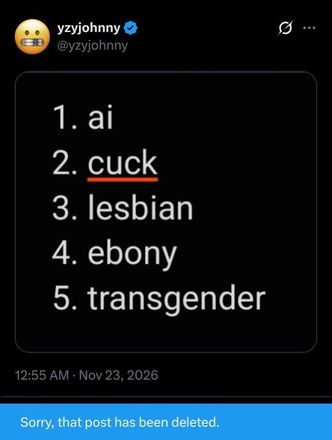 yzyjohnny
@yzyjohnny
1. ai
2. cuck
3. lesbian
4. ebony
5. transgender
12:55 AM · Nov 23, 2026
Sorry, that post has been deleted.